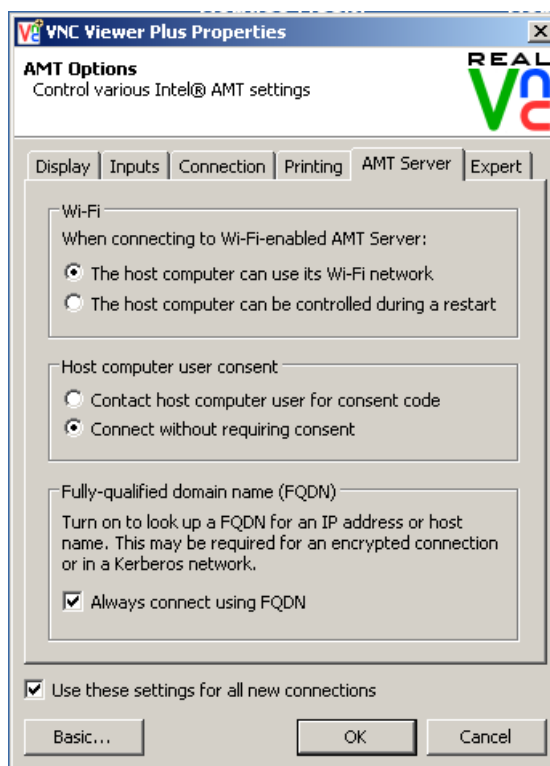 VNC Viewer Plus Properties
AMT Options
Control various Intel® AMT settings
REAL
VNC
Display
Inputs
Connection
Printing
AMT Server
Expert
Wi-Fi
When connecting to Wi-Fi-enabled AMT Server:
The host computer can use its Wi-Fi network
The host computer can be controlled during a restart
Host computer user consent
Contact host computer user for consent code
Connect without requiring consent
Fully-qualified domain name (FQDN)
Turn on to look up a FQDN for an IP address or host
name. This may be required for an encrypted connection
or in a Kerberos network.
Always connect using FQDN
Use these settings for all new connections
Basic...
OK
Cancel